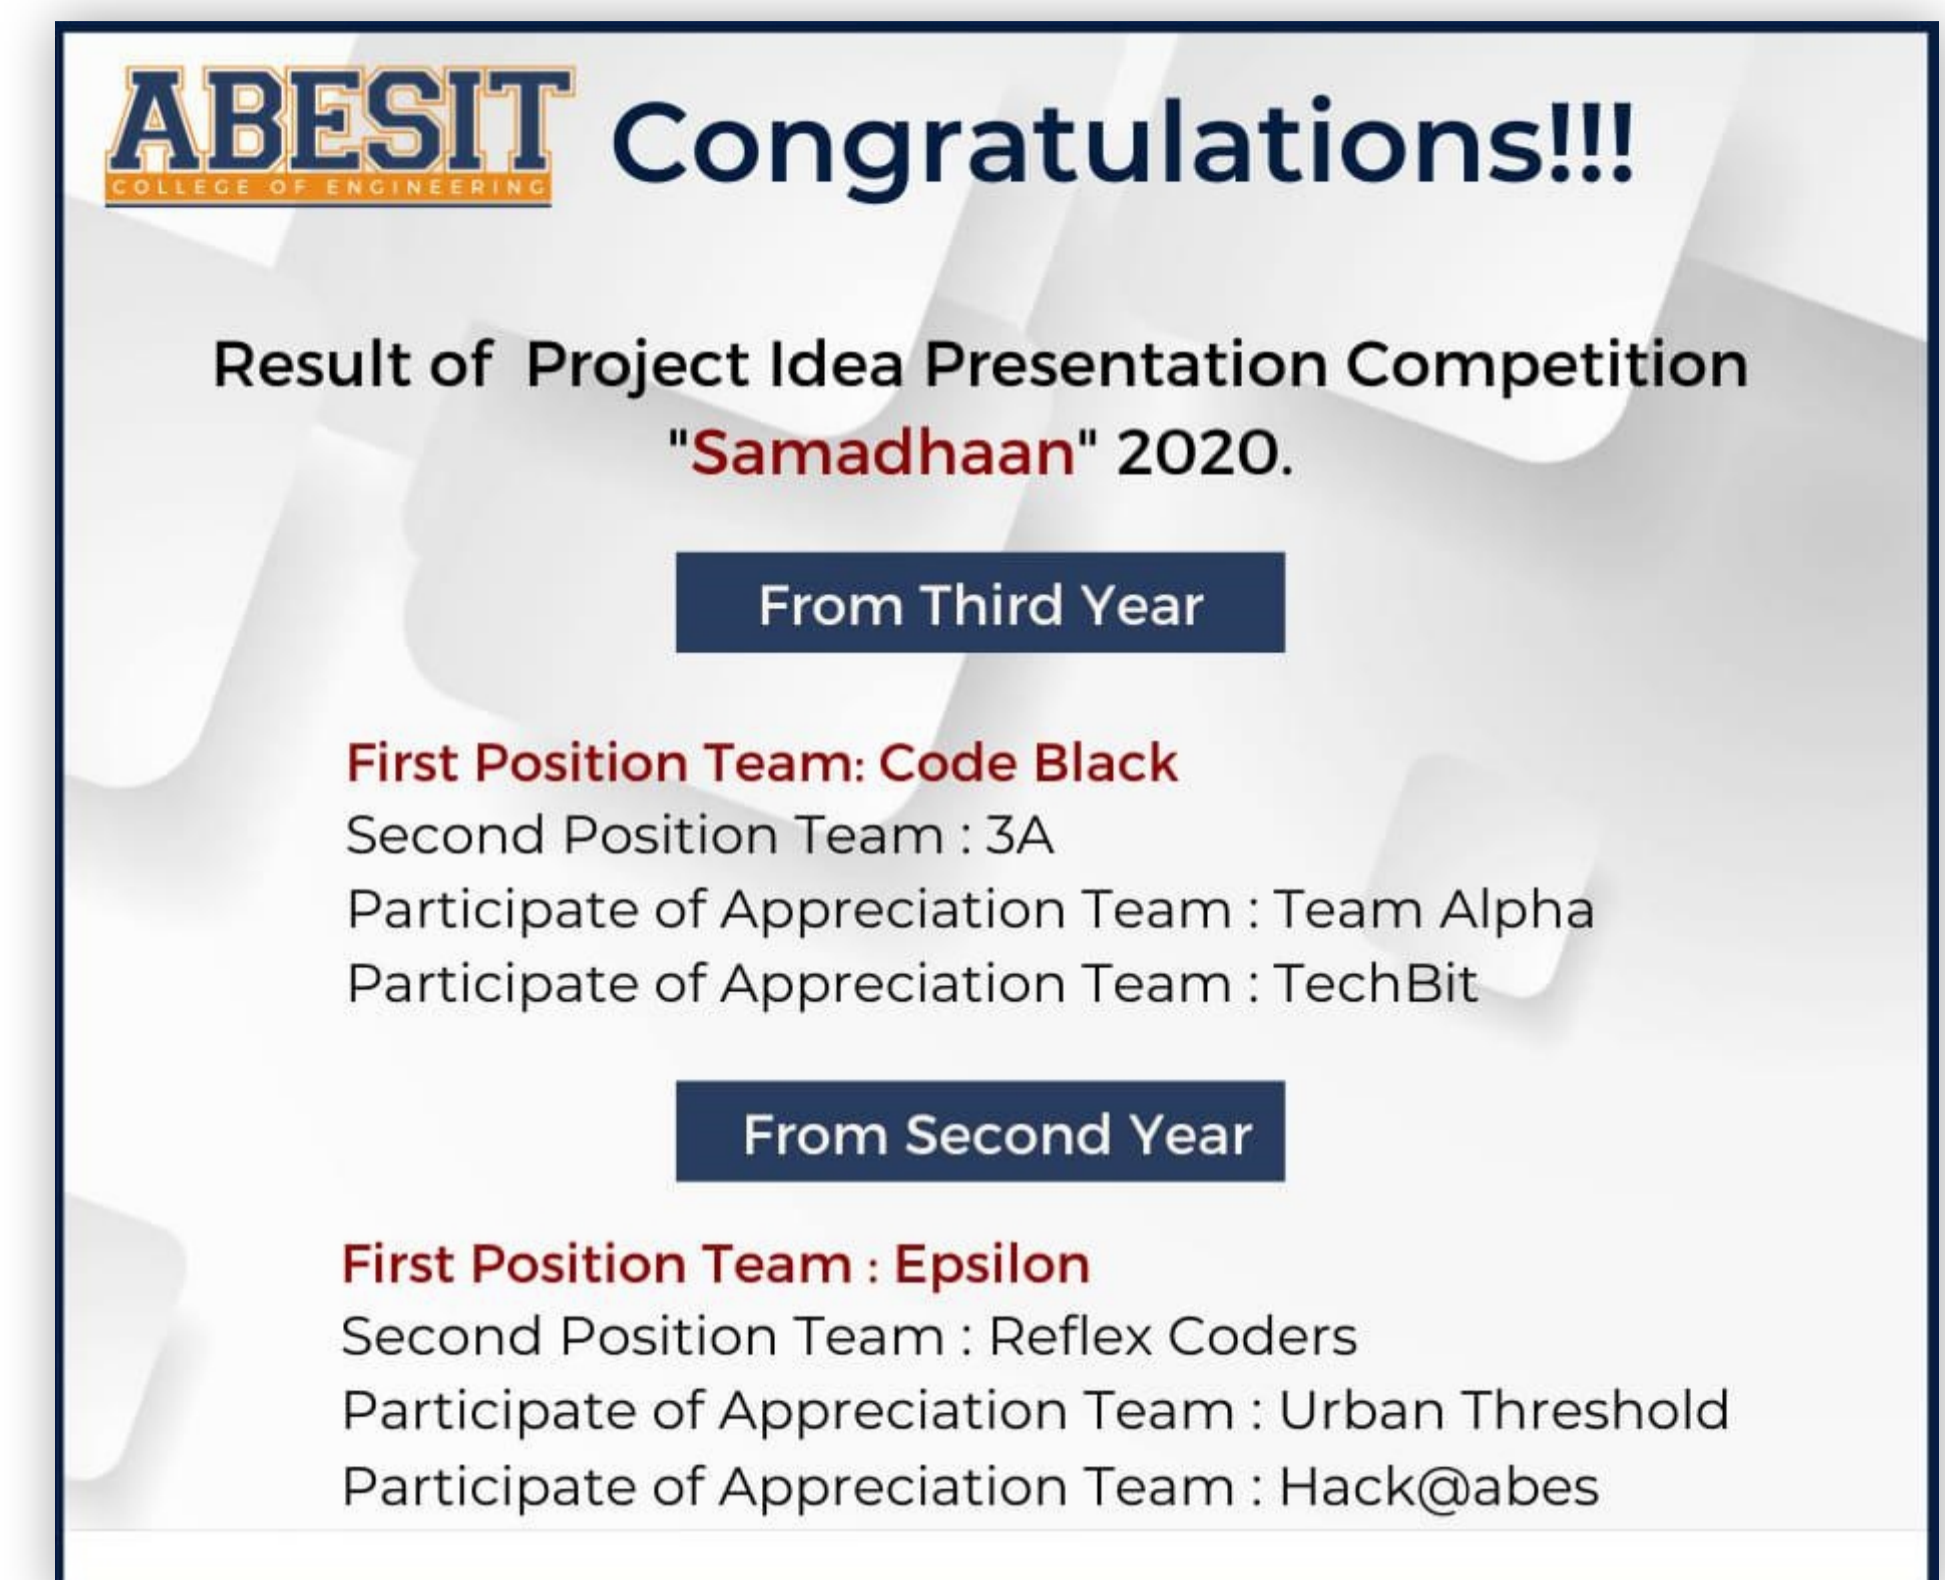 ABESIT
COLLEGE OF ENGINEERING
Congratulations!!!
Result of Project Idea Presentation Competition
"Samadhaan" 2020.
From Third Year
First Position Team: Code Black
Second Position Team : 3A
Participate of Appreciation Team : Team Alpha
Participate of Appreciation Team : TechBit
From Second Year
First Position Team : Epsilon
Second Position Team : Reflex Coders
Participate of Appreciation Team : Urban Threshold
Participate of Appreciation Team : Hack@abes